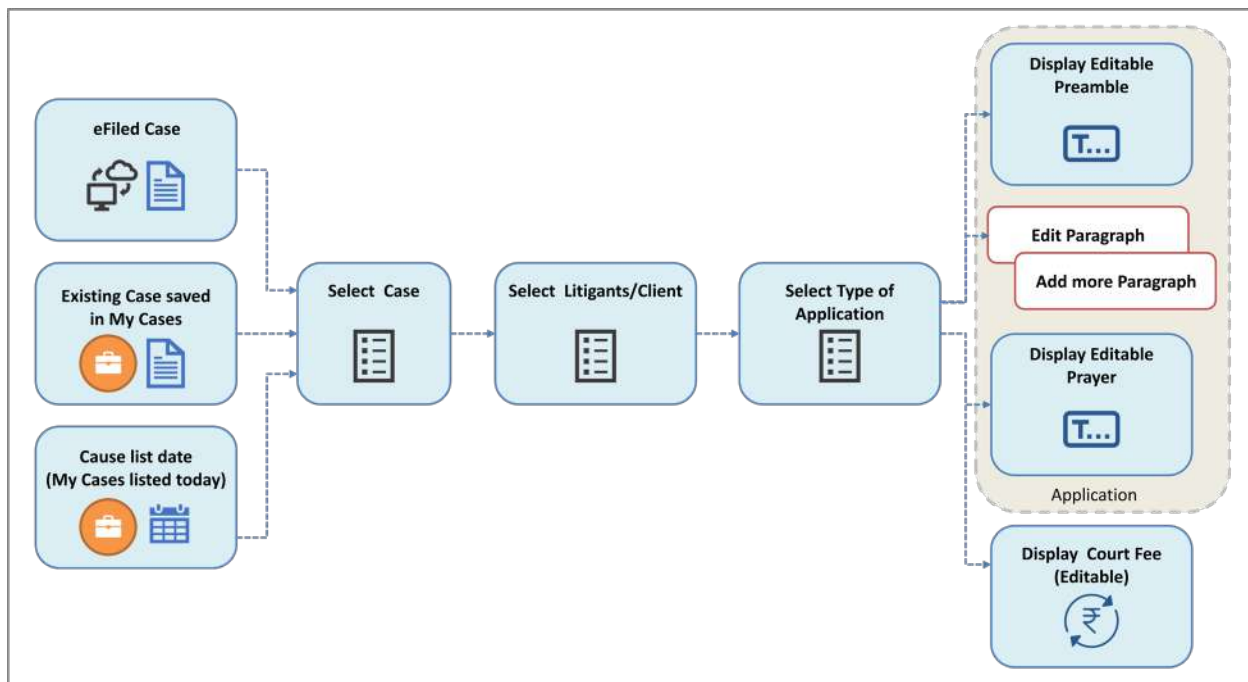 eFiled Case
Existing Case saved
in My Cases
Cause list date
(My Cases listed today)
Select Case
Select Litigants/Client
Select Type of
Application
Display Editable
Preamble
T...
Edit Paragraph
Add more Paragraph
Display Editable
Prayer
T...
Application
Display Court Fee
(Editable)
₹